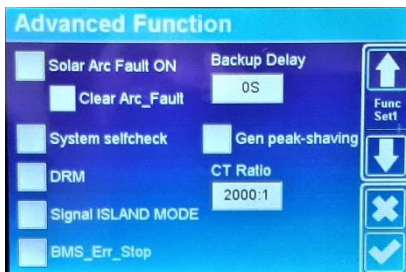 Advanced Function
Solar Arc Fault ON
Backup Delay
0S
Clear Arc_Fault
Func
Set1
System selfcheck
Gen peak-shaving
DRM
CT Ratio
2000:1
Signal ISLAND MODE
BMS_Err_Stop